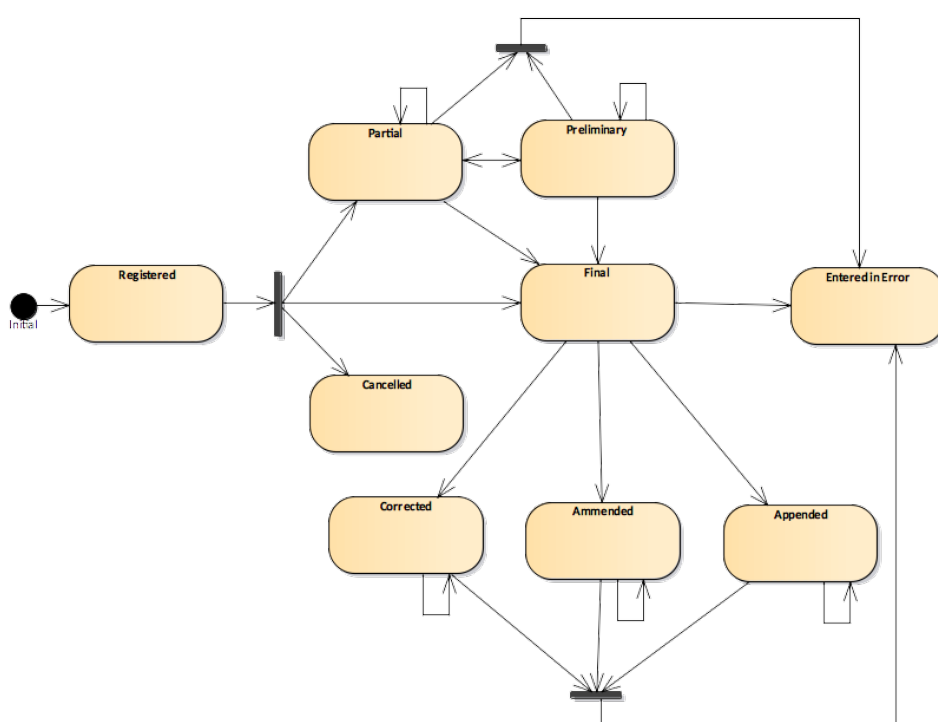 Partial
Preliminary
Registered
Final
Entered in Error
Initial
Cancelled
Corrected
Ammended
Appended